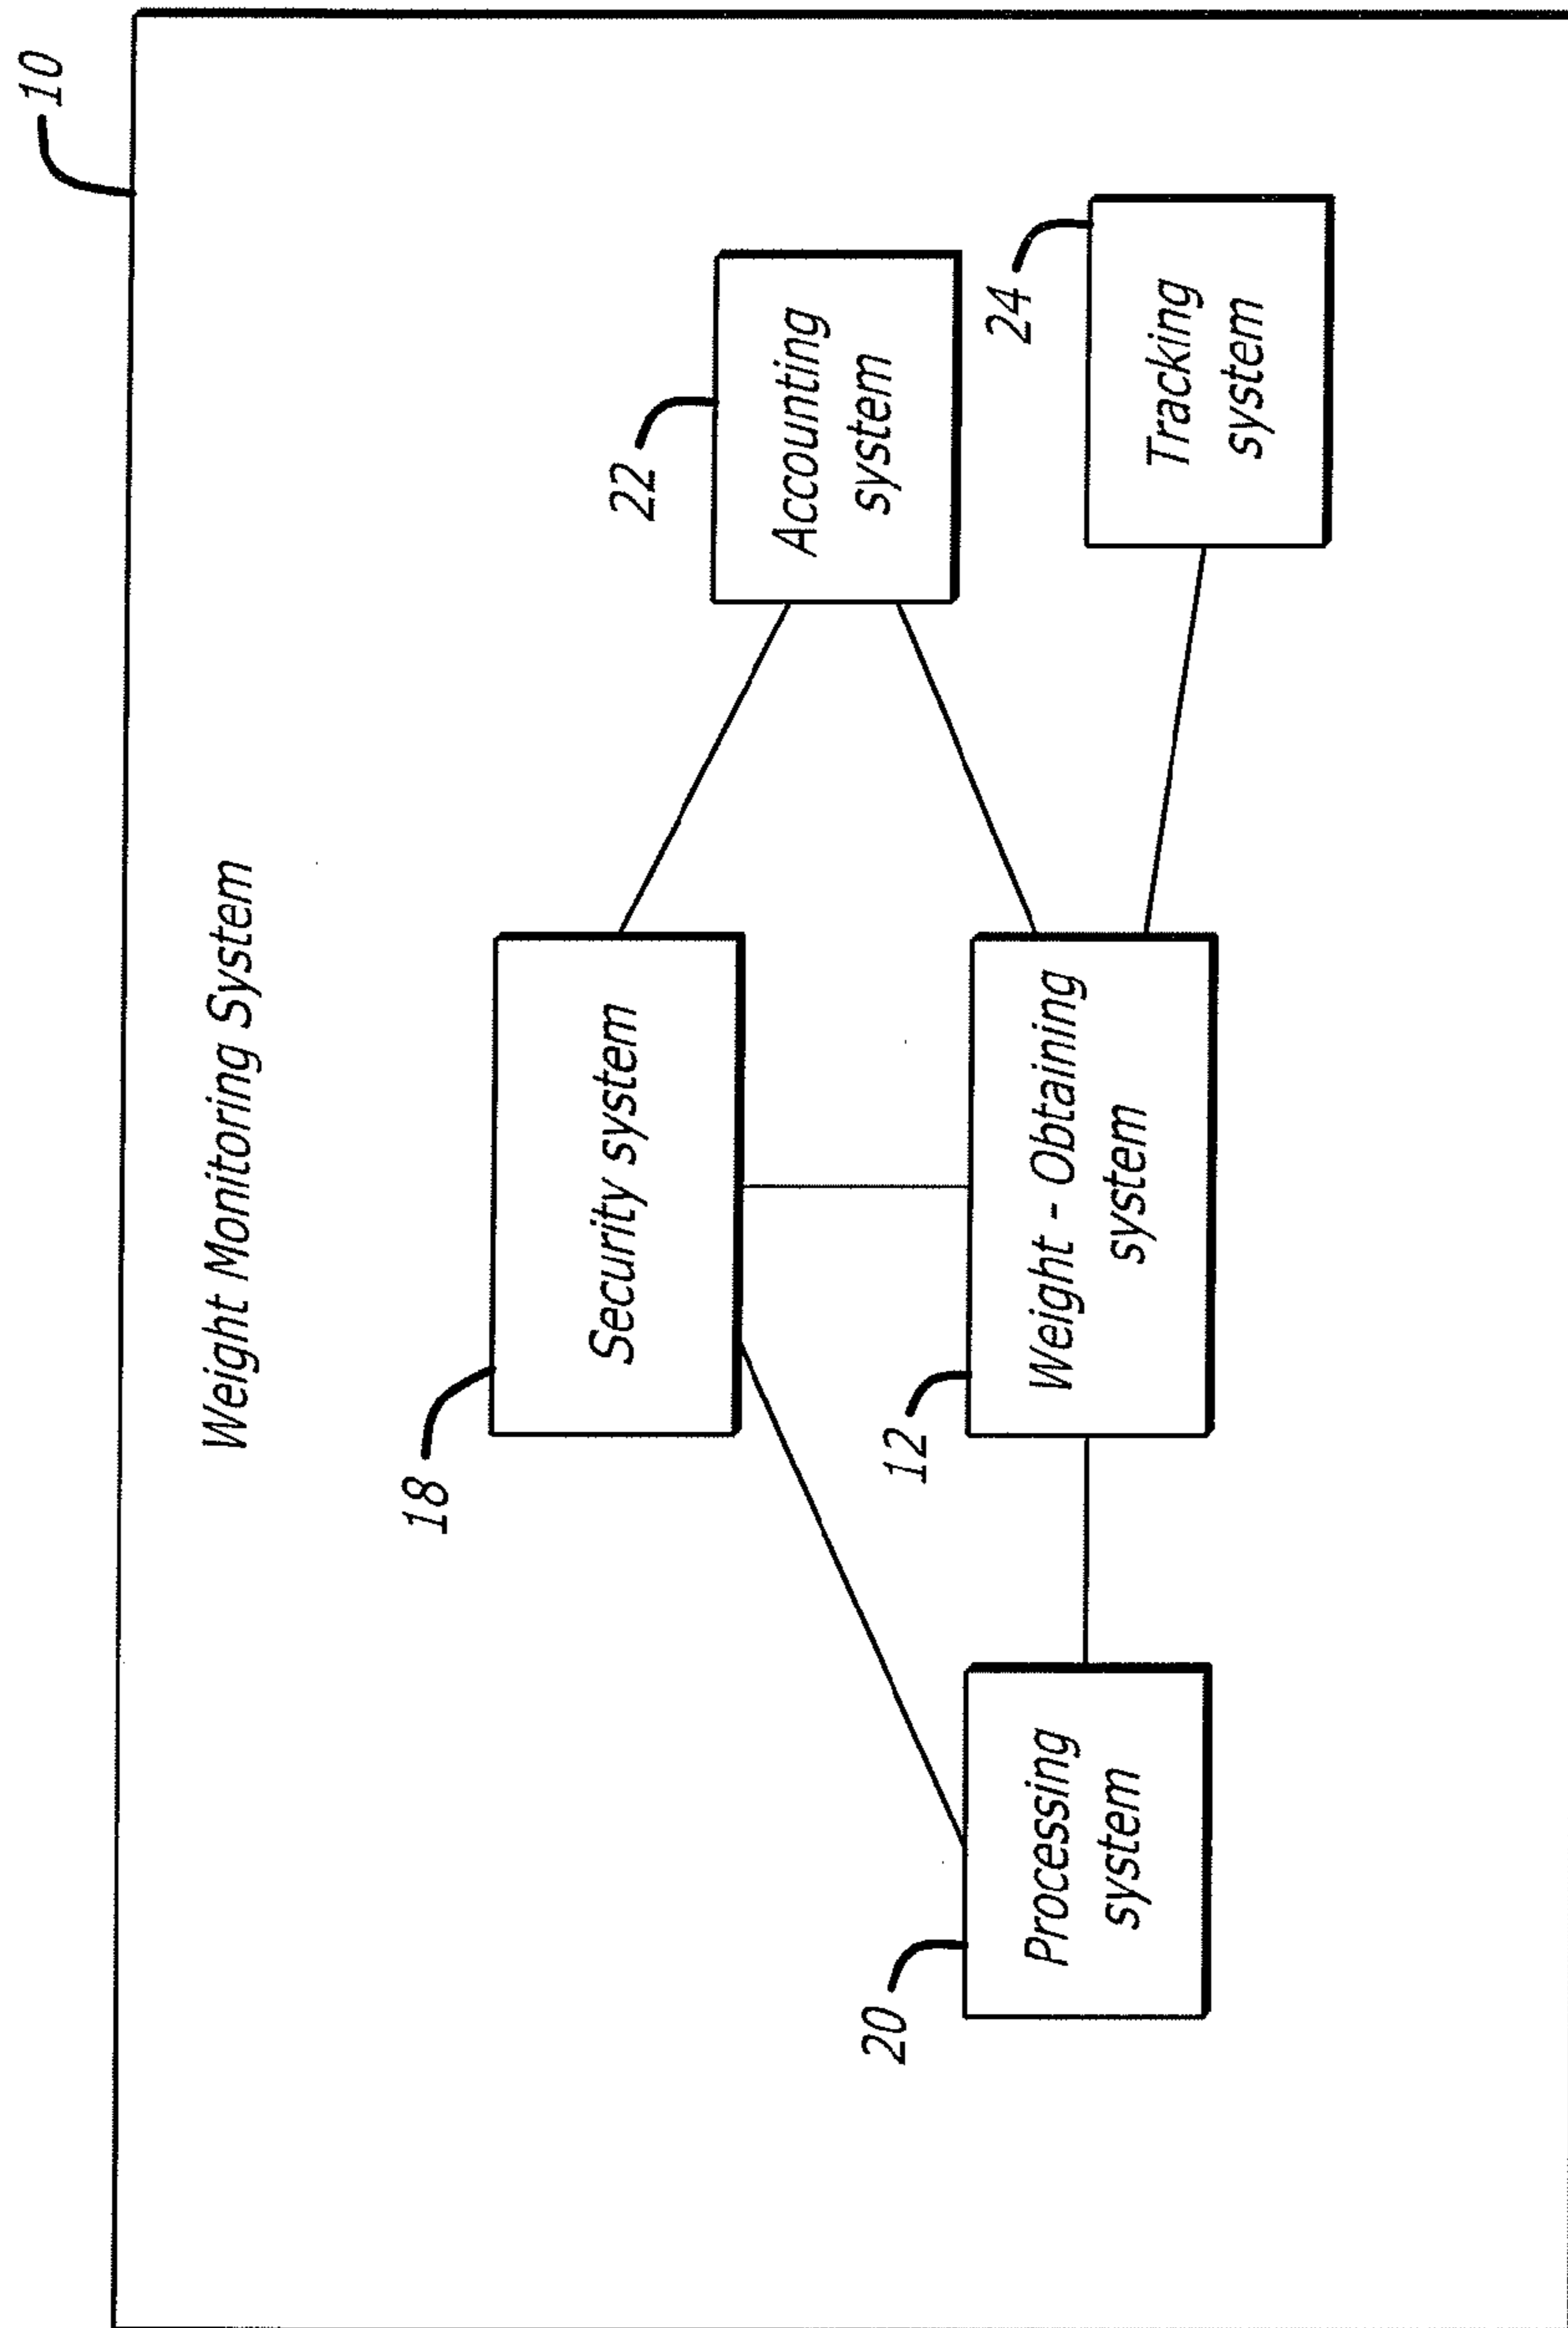 10
Weight Monitoring System
18
Security system
22
Accounting
system
12
Weight - Obtaining
system
24
Tracking
system
20
Processing
system